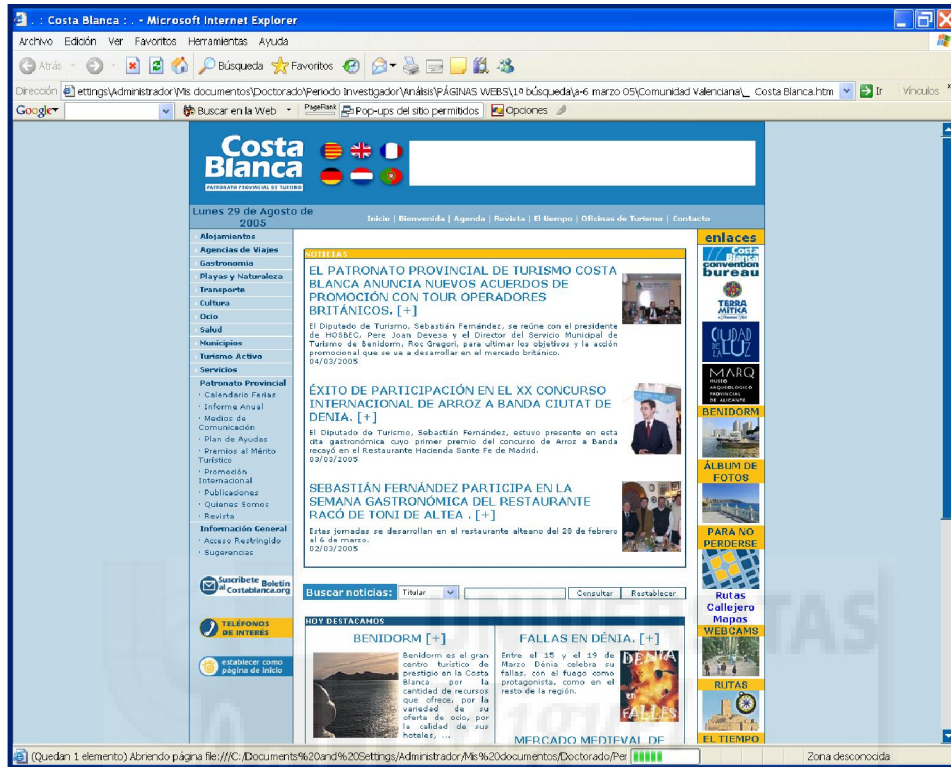 . : Costa Blanca : . - Microsoft Internet Explorer
Archivo Edición Ver Favoritos Herramientas Ayuda
Atrás Búsqueda Favoritos
Dirección ettings\Administrador\Mis documentos\Doctorado\Periodo Investigador\Análisis\PÁGINAS WEBS\1ª búsqueda\a-6 marzo 05\Comunidad Valenciana\_ Costa Blanca.htm Ir Vínculos »
Google Buscar en la Web PageRank Pop-ups del sitio permitidos Opciones
Costa
Blanca
PATRONATO PROVINCIAL DE TURISMO
Lunes 29 de Agosto de
2005
Inicio | Bienvenida | Agenda | Revista | El tiempo | Oficinas de Turismo | Contacto
Alojamientos
Agencias de Viajes
Gastronomía
Playas y Naturaleza
Transporte
Cultura
Ocio
Salud
Municipios
Turismo Activo
Servicios
Patronato Provincial
· Calendario Ferias
· Informe Anual
· Medios de
Comunicación
· Plan de Ayudas
· Premios al Mérito
Turístico
· Promoción
Internacional
· Publicaciones
· Quienes Somos
· Revista
Información General
· Acceso Restringido
· Sugerencias
Suscríbete Boletín
al Costablanca.org
TELÉFONOS
DE INTERÉS
establecer como
página de inicio
NOTICIAS
EL PATRONATO PROVINCIAL DE TURISMO COSTA
BLANCA ANUNCIA NUEVOS ACUERDOS DE
PROMOCIÓN CON TOUR OPERADORES
BRITÁNICOS. [+]
El Diputado de Turismo, Sebastián Fernández, se reúne con el presidente
de HOSBEC, Pere Joan Devesa y el Director del Servicio Municipal de
Turismo de Benidorm, Roc Gregori, para ultimar los objetivos y la acción
promocional que se va a desarrollar en el mercado británico.
04/03/2005
ÉXITO DE PARTICIPACIÓN EN EL XX CONCURSO
INTERNACIONAL DE ARROZ A BANDA CIUTAT DE
DENIA. [+]
El Diputado de Turismo, Sebastián Fernández, estuvo presente en esta
cita gastronómica cuyo primer premio del concurso de Arroz a Banda
recayó en el Restaurante Hacienda Sante Fe de Madrid.
03/03/2005
SEBASTIÁN FERNÁNDEZ PARTICIPA EN LA
SEMANA GASTRONÓMICA DEL RESTAURANTE
RACÓ DE TONI DE ALTEA . [+]
Estas jornadas se desarrollan en el restaurante alteano del 28 de febrero
al 6 de marzo.
02/03/2005
Buscar noticias: Titular Consultar Restablecer
HOY DESTACAMOS
BENIDORM [+]
Benidorm es el gran
centro turístico de
prestigio en la Costa
Blanca por la
cantidad de recursos
que ofrece, por la
variedad de su
oferta de ocio, por
la calidad de sus
hoteles, ...
FALLAS EN DÉNIA. [+]
Entre el 15 y el 19 de
Marzo Dénia celebra su
fallas, con el fuego como
protagonista, como en el
resto de la región.
DENIA
en
FALLES
MERCADO MEDIEVAL DE
enlaces
Costa
Blanca
convention
bureau
TERRA
MÍTICA
CIUDAD
DE LA
LUZ
MARQ
MUSEO
ARQUEOLÓGICO
PROVINCIAL
DE ALICANTE
BENIDORM
ÁLBUM DE
FOTOS
PARA NO
PERDERSE
Rutas
Callejero
Mapas
WEBCAMS
RUTAS
EL TIEMPO
UNIVERSITAS
(Quedan 1 elemento) Abriendo página file:///C:/Documents%20and%20Settings/Administrador/Mis%20documentos/Doctorado/Per Zona desconocida